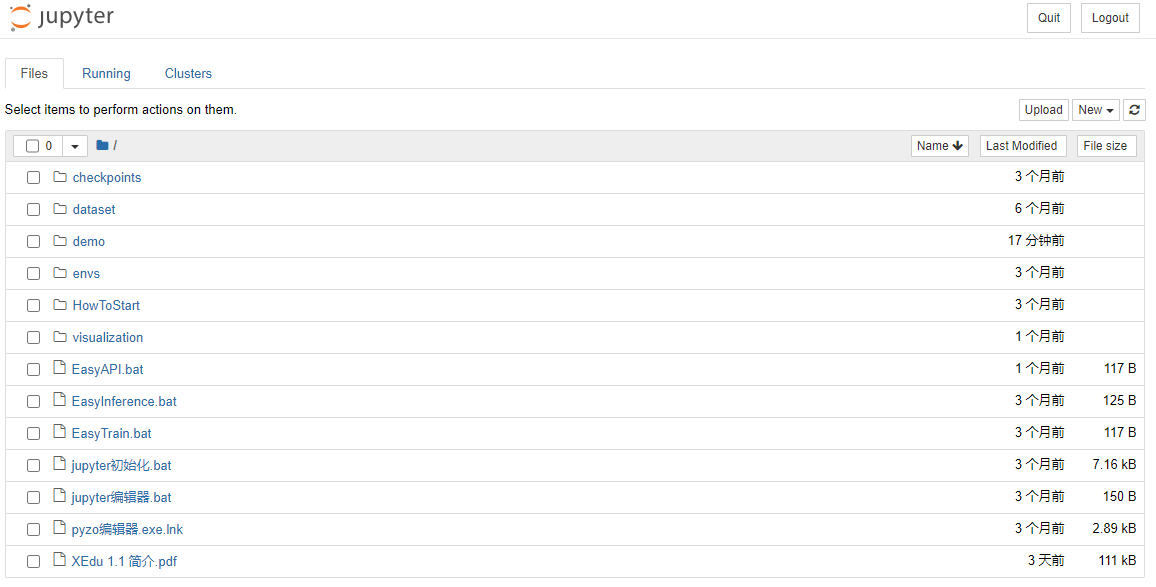 jupyter Quit Logout
Files Running Clusters
Select items to perform actions on them. Upload New
0 / Name Last Modified File size
checkpoints 3 个月前
dataset 6 个月前
demo 17 分钟前
envs 3 个月前
HowToStart 3 个月前
visualization 1 个月前
EasyAPI.bat 1 个月前 117 B
EasyInference.bat 3 个月前 125 B
EasyTrain.bat 3 个月前 117 B
jupyter初始化.bat 3 个月前 7.16 kB
jupyter编辑器.bat 3 个月前 150 B
pyzo编辑器.exe.lnk 3 个月前 2.89 kB
XEdu 1.1 简介.pdf 3 天前 111 kB